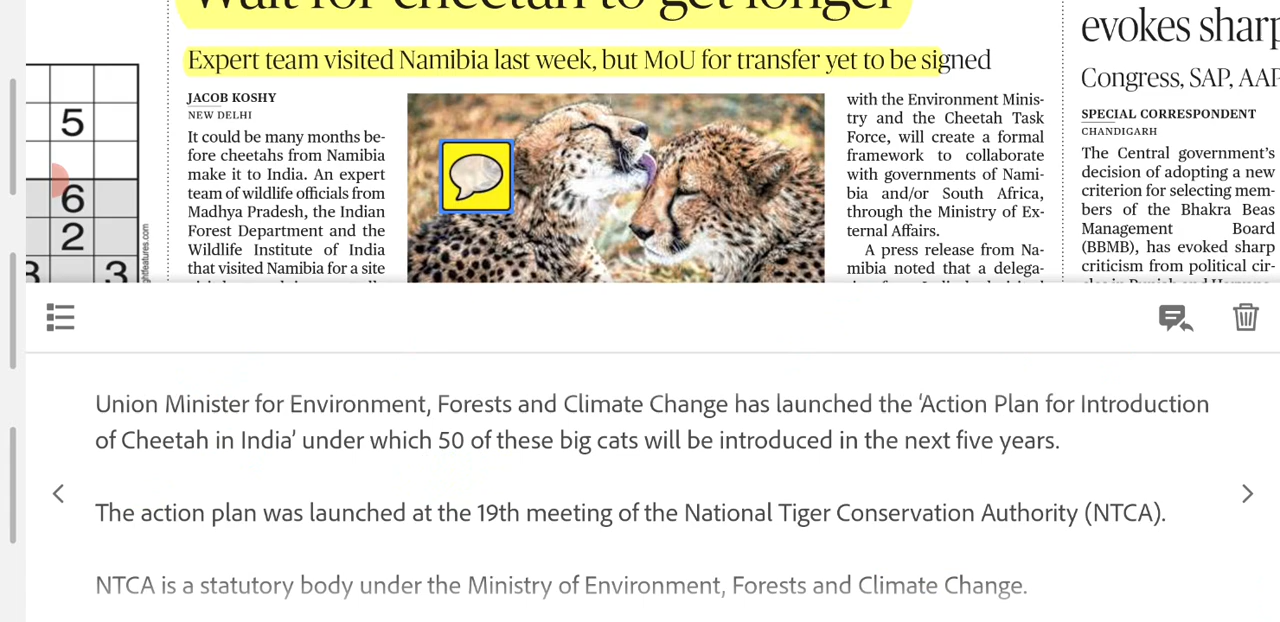 Wait for cheetah to get longer
Expert team visited Namibia last week, but MoU for transfer yet to be signed
JACOB KOSHY
NEW DELHI
It could be many months be-
fore cheetahs from Namibia
make it to India. An expert
team of wildlife officials from
Madhya Pradesh, the Indian
Forest Department and the
Wildlife Institute of India
that visited Namibia for a site
with the Environment Minis-
try and the Cheetah Task
Force, will create a formal
framework to collaborate
with governments of Nami-
bia and/or South Africa,
through the Ministry of Ex-
ternal Affairs.
A press release from Na-
mibia noted that a delega-
evokes sharp
Congress, SAP, AAP
SPECIAL CORRESPONDENT
CHANDIGARH
The Central government's
decision of adopting a new
criterion for selecting mem-
bers of the Bhakra Beas
Management Board
(BBMB), has evoked sharp
criticism from political cir-
5
6
2
3
Union Minister for Environment, Forests and Climate Change has launched the ‘Action Plan for Introduction
of Cheetah in India’ under which 50 of these big cats will be introduced in the next five years.
The action plan was launched at the 19th meeting of the National Tiger Conservation Authority (NTCA).
NTCA is a statutory body under the Ministry of Environment, Forests and Climate Change.